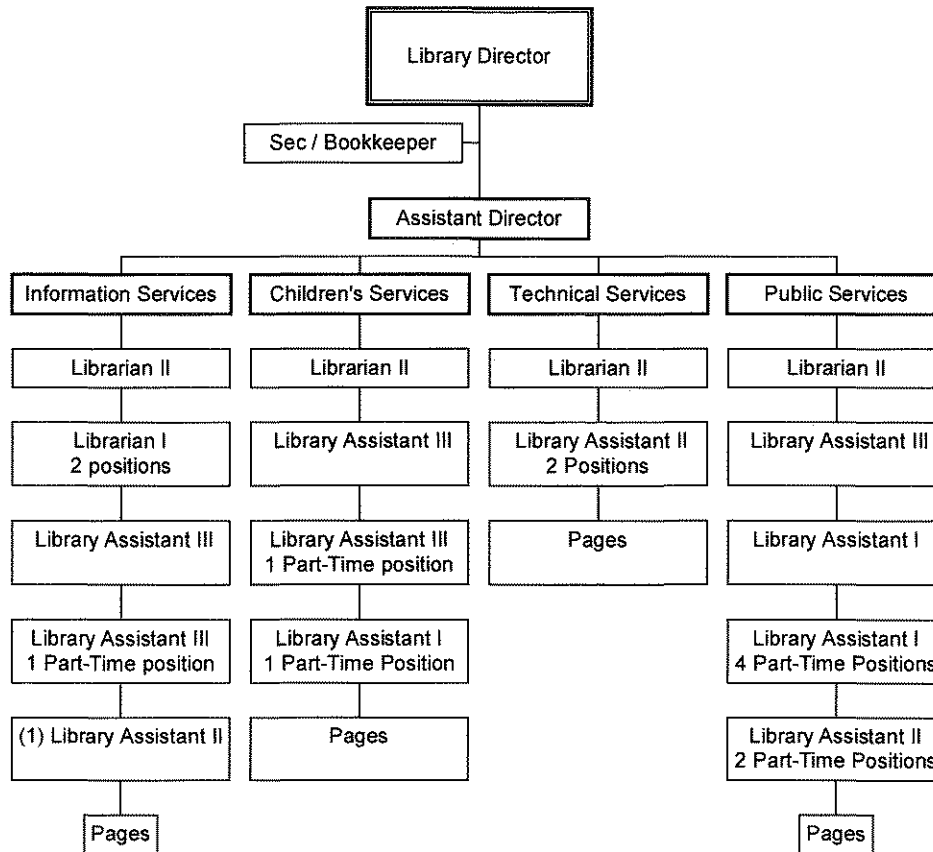 Library Director
Sec / Bookkeeper
Assistant Director
Information Services
Children's Services
Technical Services
Public Services
Librarian II
Librarian II
Librarian II
Librarian II
Librarian I
2 positions
Library Assistant III
Library Assistant II
2 Positions
Library Assistant III
Library Assistant III
Library Assistant III
1 Part-Time position
Pages
Library Assistant I
Library Assistant III
1 Part-Time position
Library Assistant I
1 Part-Time Position
Library Assistant I
4 Part-Time Positions
(1) Library Assistant II
Pages
Library Assistant II
2 Part-Time Positions
Pages
Pages